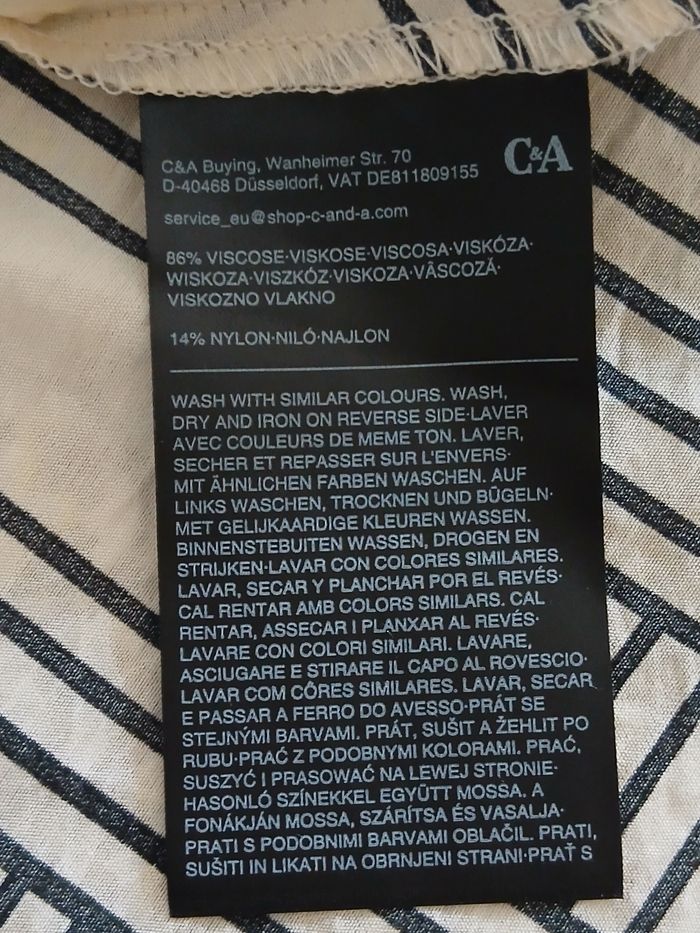 C&A Buying, Wanheimer Str. 70
C&A
D-40468 Düsseldorf, VAT DE811809155
service_eu@shop-c-and-a.com
86% VISCOSE·VISKOSE·VISCOSA·VISKÓZA·
WISKOZA·VISZKÓZ·VISKOZA·VÂSCOZĂ·
VISKOZNO VLAKNO
14% NYLON·NILÓ·NAJLON
WASH WITH SIMILAR COLOURS. WASH,
DRY AND IRON ON REVERSE SIDE·LAVER
AVEC COULEURS DE MEME TON. LAVER,
SECHER ET REPASSER SUR L'ENVERS·
MIT ÄHNLICHEN FARBEN WASCHEN. AUF
LINKS WASCHEN, TROCKNEN UND BÜGELN·
MET GELIJKAARDIGE KLEUREN WASSEN.
BINNENSTEBUITEN WASSEN, DROGEN EN
STRIJKEN·LAVAR CON COLORES SIMILARES.
LAVAR, SECAR Y PLANCHAR POR EL REVÉS·
CAL RENTAR AMB COLORS SIMILARS. CAL
RENTAR, ASSECAR I PLANXAR AL REVÉS·
LAVARE CON COLORI SIMILARI. LAVARE,
ASCIUGARE E STIRARE IL CAPO AL ROVESCIO·
LAVAR COM CÓRES SIMILARES. LAVAR, SECAR
E PASSAR A FERRO DO AVESSO·PRÁT SE
STEJNÝMI BARVAMI. PRÁT, SUŠIT A ŽEHLIT PO
RUBU·PRAĆ Z PODOBNYMI KOLORAMI. PRAĆ,
SUSZYĆ I PRASOWAĆ NA LEWEJ STRONIE·
HASONLÓ SZÍNEKKEL EGYÜTT MOSSA. A
FONÁKJÁN MOSSA, SZÁRÍTSA ÉS VASALJA·
PRATI S PODOBNIMI BARVAMI OBLAČIL. PRATI,
SUŠITI IN LIKATI NA OBRNJENI STRANI·PRAŤ S